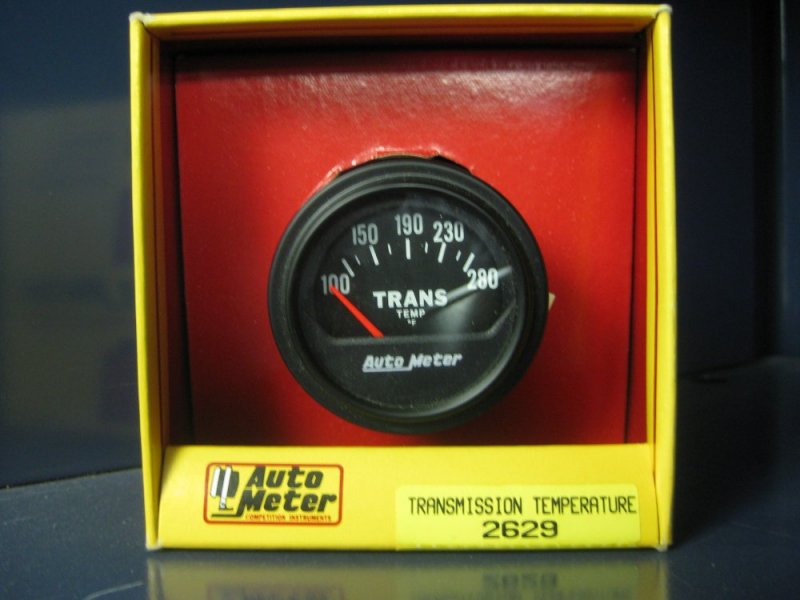 100 150 190 230 280
TRANS
TEMP
°F
Auto Meter
Auto
Meter
COMPETITION INSTRUMENTS
TRANSMISSION TEMPERATURE
2629